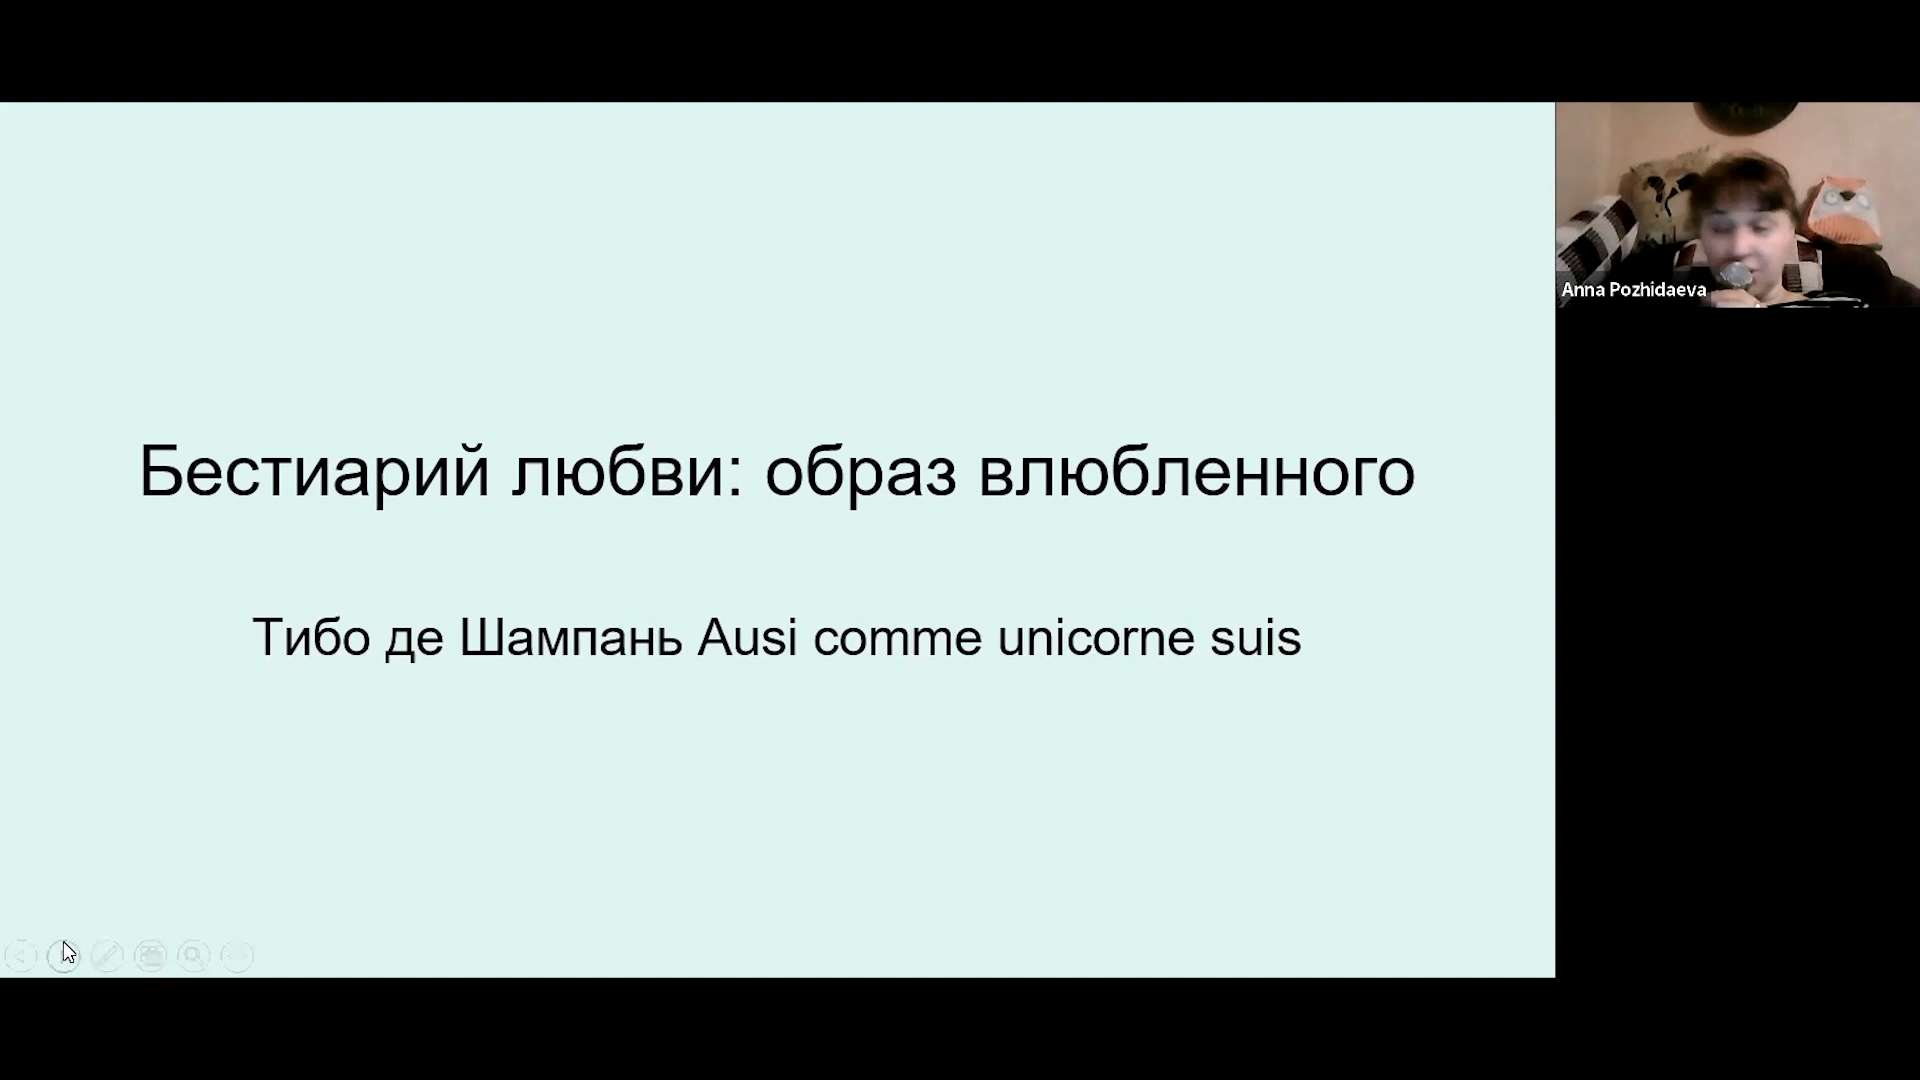 Бестиарий любви: образ влюбленного
Тибо де Шампань Ausi comme unicorne suis
Anna Pozhidaeva